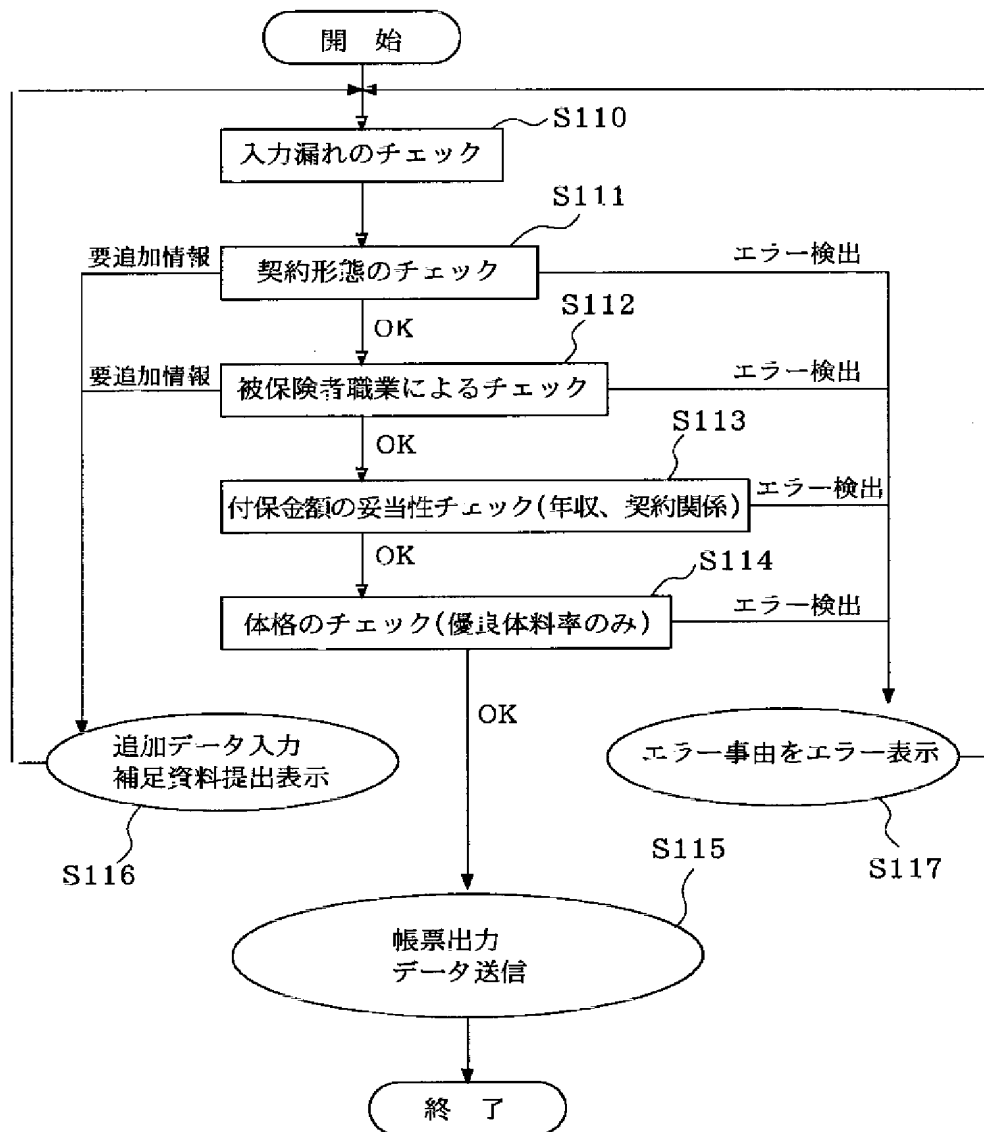 開 始
S110
入力漏れのチェック
S111
要追加情報
契約形態のチェック
エラー検出
OK
S112
要追加情報
被保険者職業によるチェック
エラー検出
OK
S113
付保金額の妥当性チェック(年収、契約関係)
エラー検出
OK
S114
体格のチェック(優良体料率のみ)
エラー検出
OK
追加データ入力
補足資料提出表示
エラー事由をエラー表示
S116
S115
S117
帳票出力
データ送信
終 了